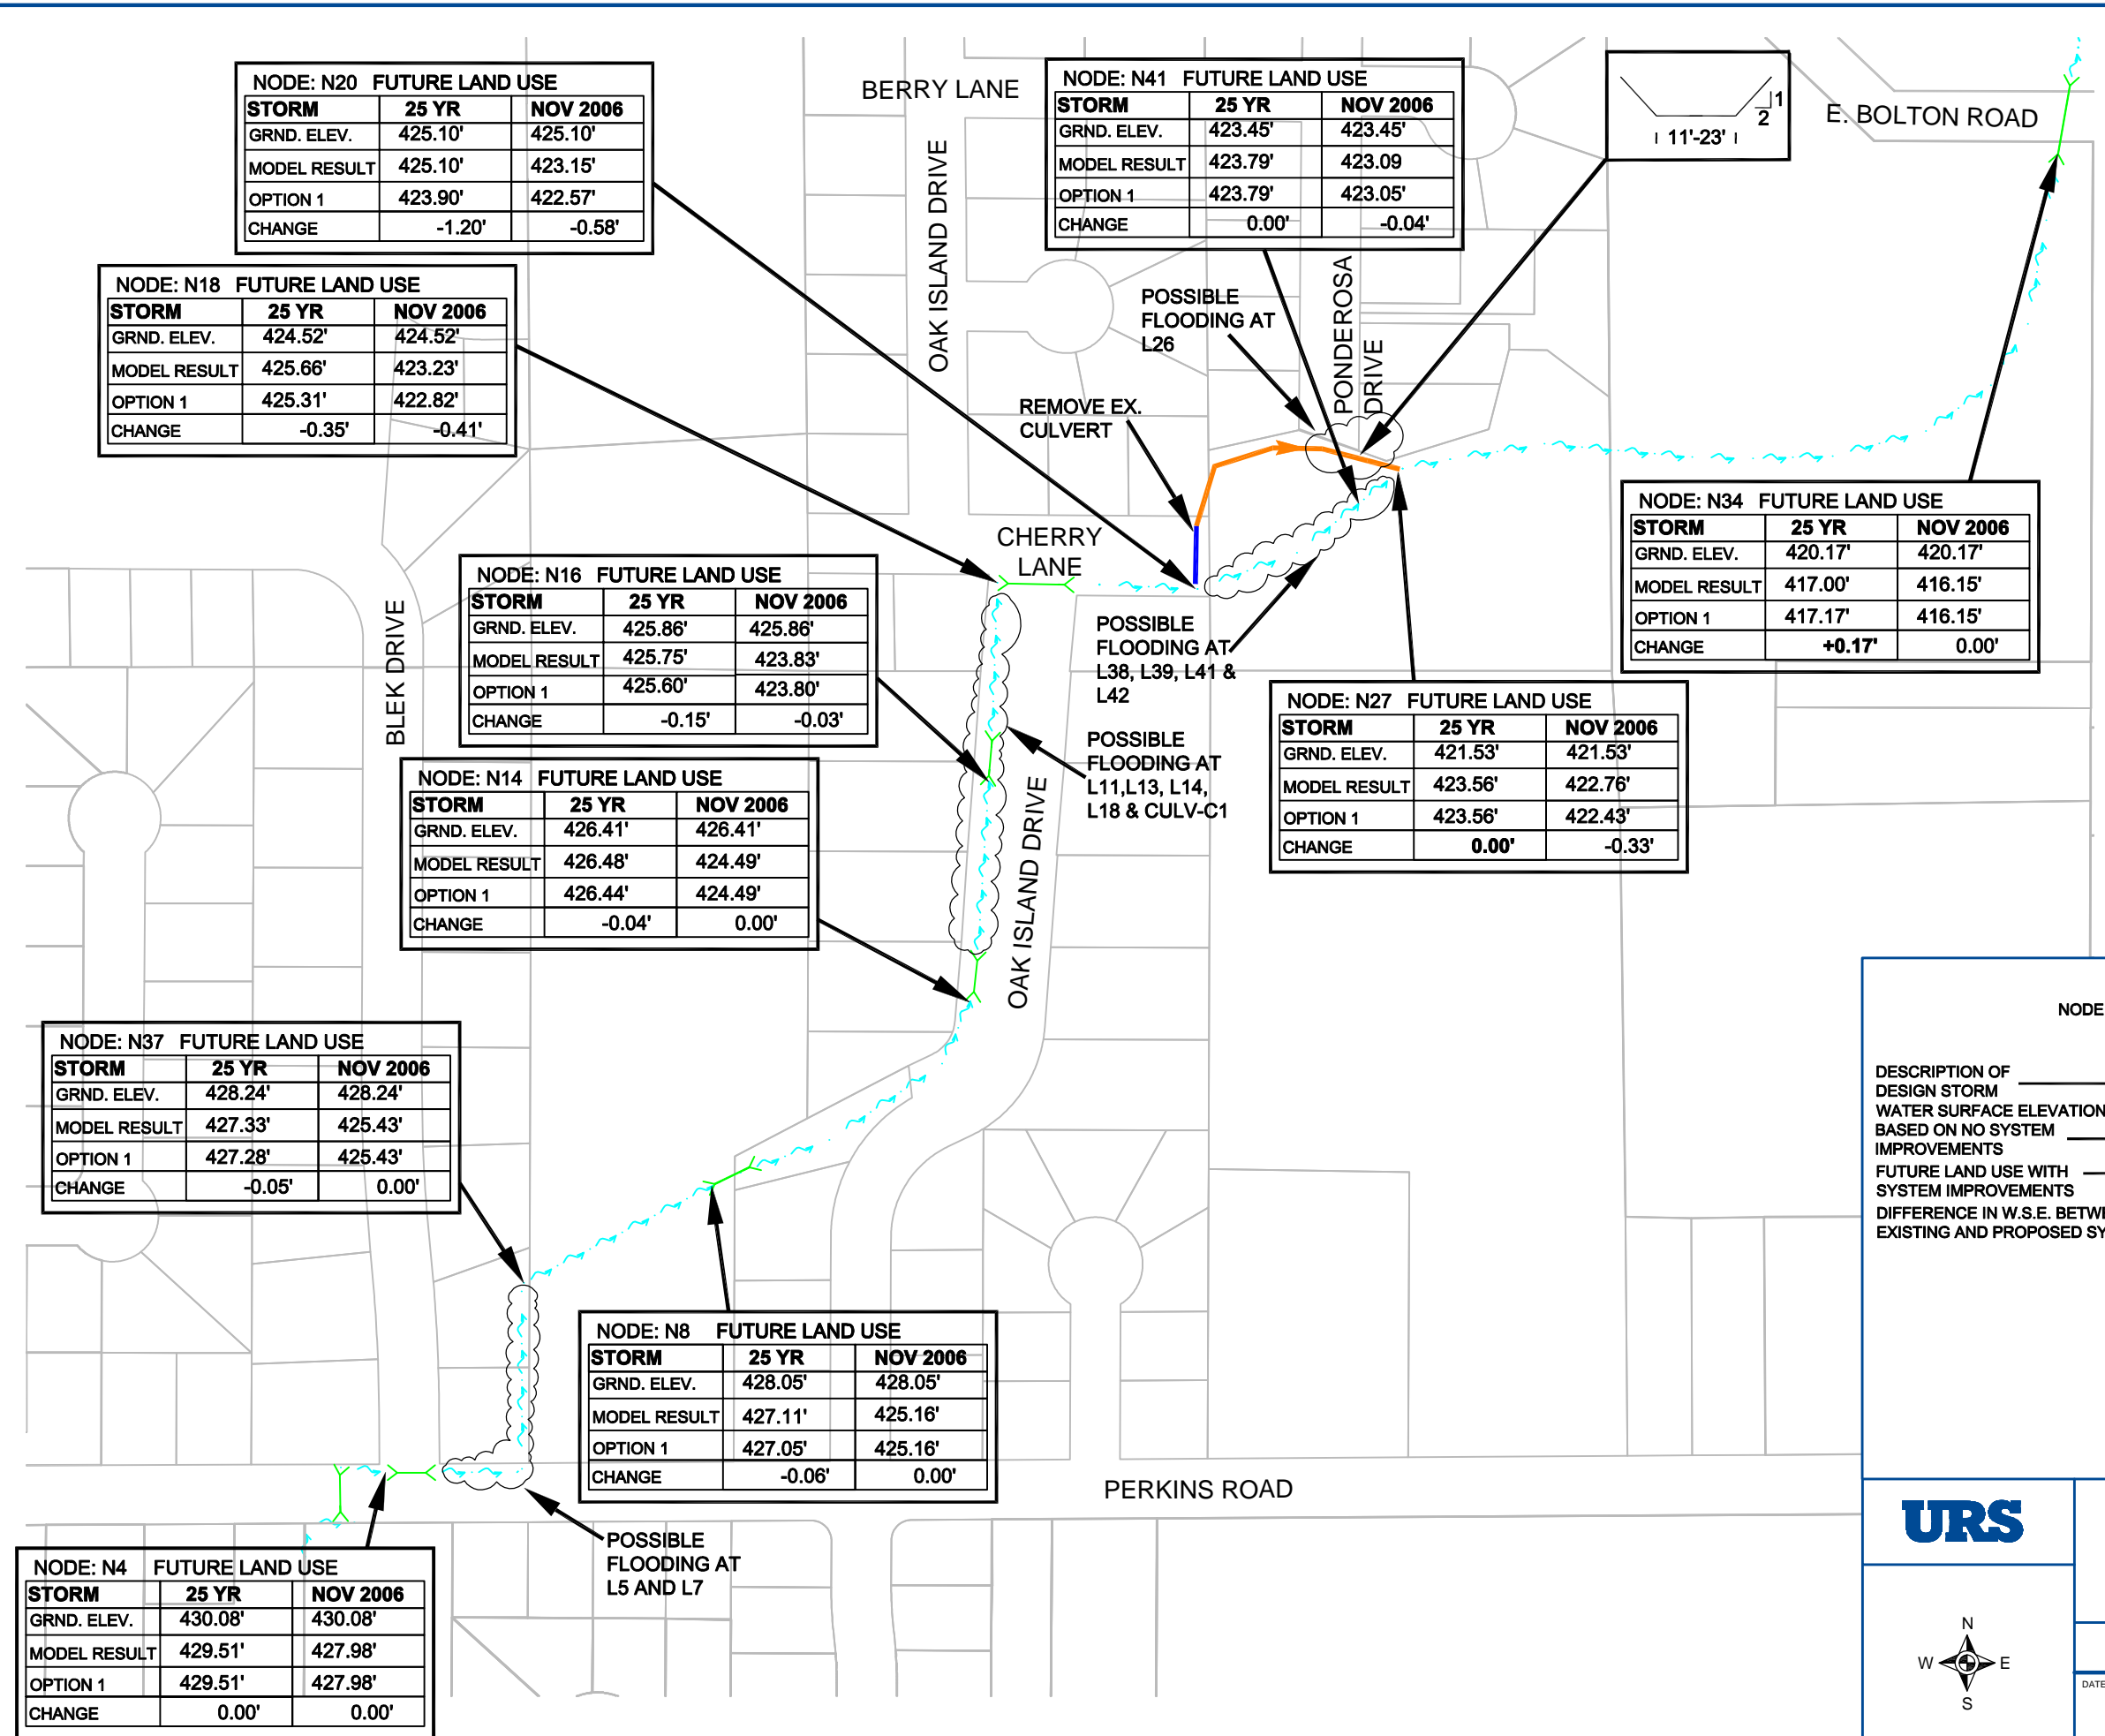 NODE: N20 FUTURE LAND USE
STORM 25 YR NOV 2006
GRND. ELEV. 425.10' 425.10'
MODEL RESULT 425.10' 423.15'
OPTION 1 423.90' 422.57'
CHANGE -1.20' -0.58'
BERRY LANE
NODE: N41 FUTURE LAND USE
STORM 25 YR NOV 2006
GRND. ELEV. 423.45' 423.45'
MODEL RESULT 423.79' 423.09
OPTION 1 423.79' 423.05'
CHANGE 0.00' -0.04'
1
2
11'-23'
E. BOLTON ROAD
OAK ISLAND DRIVE
NODE: N18 FUTURE LAND USE
STORM 25 YR NOV 2006
GRND. ELEV. 424.52' 424.52'
MODEL RESULT 425.66' 423.23'
OPTION 1 425.31' 422.82'
CHANGE -0.35' -0.41'
POSSIBLE
FLOODING AT
L26
PONDEROSA
DRIVE
REMOVE EX.
CULVERT
NODE: N34 FUTURE LAND USE
STORM 25 YR NOV 2006
GRND. ELEV. 420.17' 420.17'
MODEL RESULT 417.00' 416.15'
OPTION 1 417.17' 416.15'
CHANGE +0.17' 0.00'
CHERRY
LANE
NODE: N16 FUTURE LAND USE
STORM 25 YR NOV 2006
GRND. ELEV. 425.86' 425.86'
MODEL RESULT 425.75' 423.83'
OPTION 1 425.60' 423.80'
CHANGE -0.15' -0.03'
BLEK DRIVE
POSSIBLE
FLOODING AT
L38, L39, L41 &
L42
NODE: N27 FUTURE LAND USE
STORM 25 YR NOV 2006
GRND. ELEV. 421.53' 421.53'
MODEL RESULT 423.56' 422.76'
OPTION 1 423.56' 422.43'
CHANGE 0.00' -0.33'
POSSIBLE
FLOODING AT
L11,L13, L14,
L18 & CULV-C1
NODE: N14 FUTURE LAND USE
STORM 25 YR NOV 2006
GRND. ELEV. 426.41' 426.41'
MODEL RESULT 426.48' 424.49'
OPTION 1 426.44' 424.49'
CHANGE -0.04' 0.00'
OAK ISLAND DRIVE
NODE: N37 FUTURE LAND USE
STORM 25 YR NOV 2006
GRND. ELEV. 428.24' 428.24'
MODEL RESULT 427.33' 425.43'
OPTION 1 427.28' 425.43'
CHANGE -0.05' 0.00'
NODE
DESCRIPTION OF
DESIGN STORM
WATER SURFACE ELEVATION
BASED ON NO SYSTEM
IMPROVEMENTS
FUTURE LAND USE WITH
SYSTEM IMPROVEMENTS
DIFFERENCE IN W.S.E.
EXISTING AND PROPOSED
NODE: N8 FUTURE LAND USE
STORM 25 YR NOV 2006
GRND. ELEV. 428.05' 428.05'
MODEL RESULT 427.11' 425.16'
OPTION 1 427.05' 425.16'
CHANGE -0.06' 0.00'
PERKINS ROAD
POSSIBLE
FLOODING AT
L5 AND L7
NODE: N4 FUTURE LAND USE
STORM 25 YR NOV 2006
GRND. ELEV. 430.08' 430.08'
MODEL RESULT 429.51' 427.98'
OPTION 1 429.51' 427.98'
CHANGE 0.00' 0.00'
URS
N
W E
S
DATE